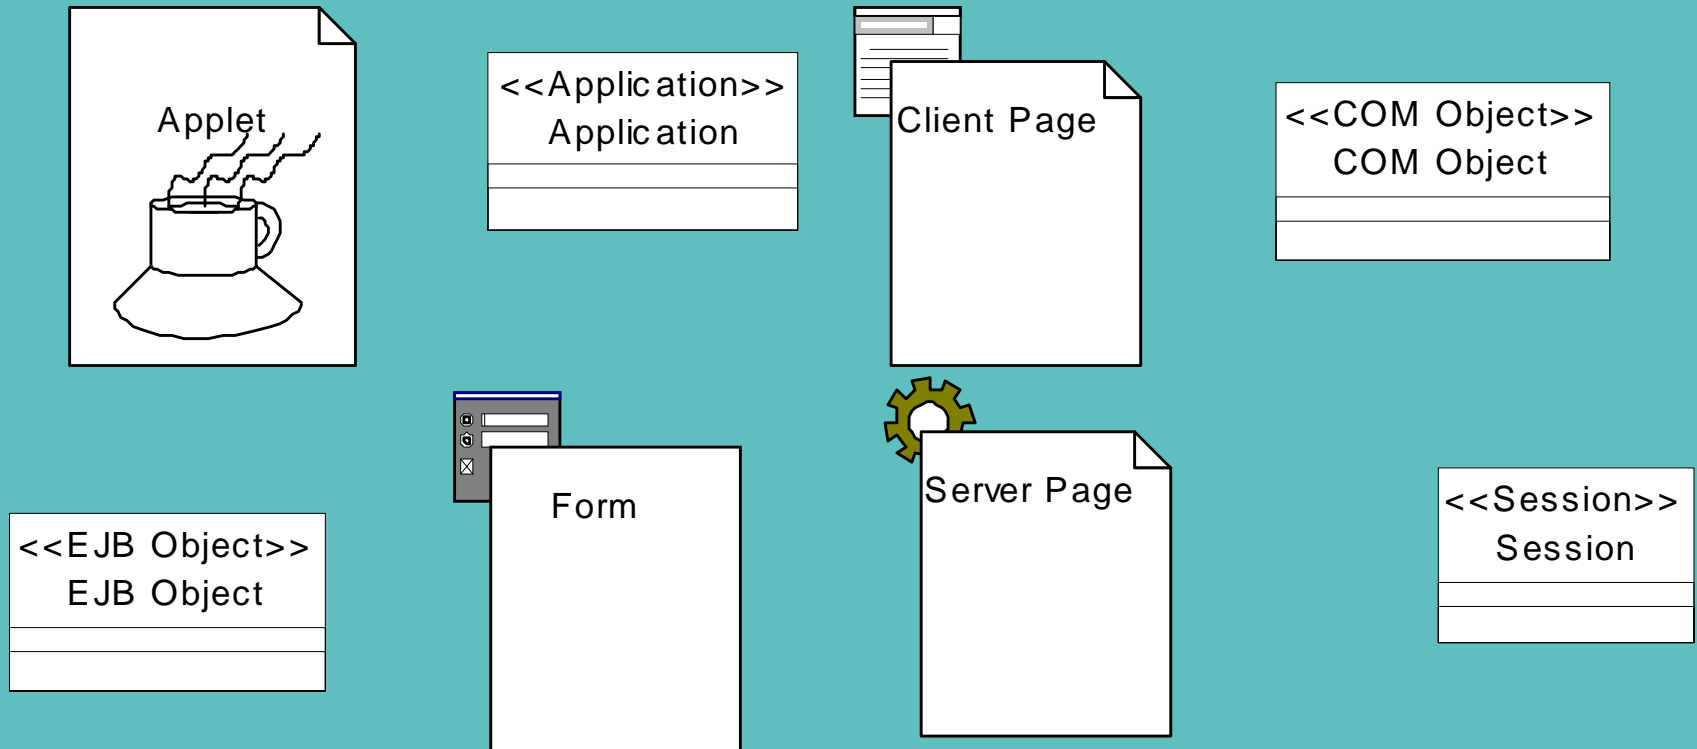 Applet
<<Application>>
Application
Client Page
<<COM Object>>
COM Object
<<EJB Object>>
EJB Object
Form
Server Page
<<Session>>
Session